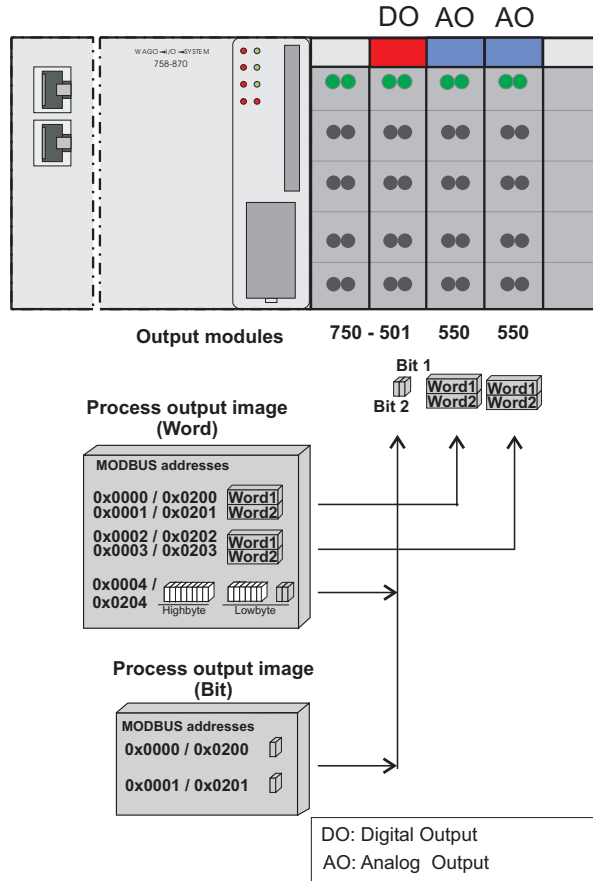 DO AO AO
WAGO I/O SYSTEM
758-870
Output modules 750 - 501 550 550
Bit 1
Bit 2
Word1 Word1
Word2 Word2
Process output image
(Word)
MODBUS addresses
0x0000 / 0x0200 Word1
0x0001 / 0x0201 Word2
0x0002 / 0x0202 Word1
0x0003 / 0x0203 Word2
0x0004 /
0x0204
Highbyte Lowbyte
Process output image
(Bit)
MODBUS addresses
0x0000 / 0x0200
0x0001 / 0x0201
DO: Digital Output
AO: Analog Output